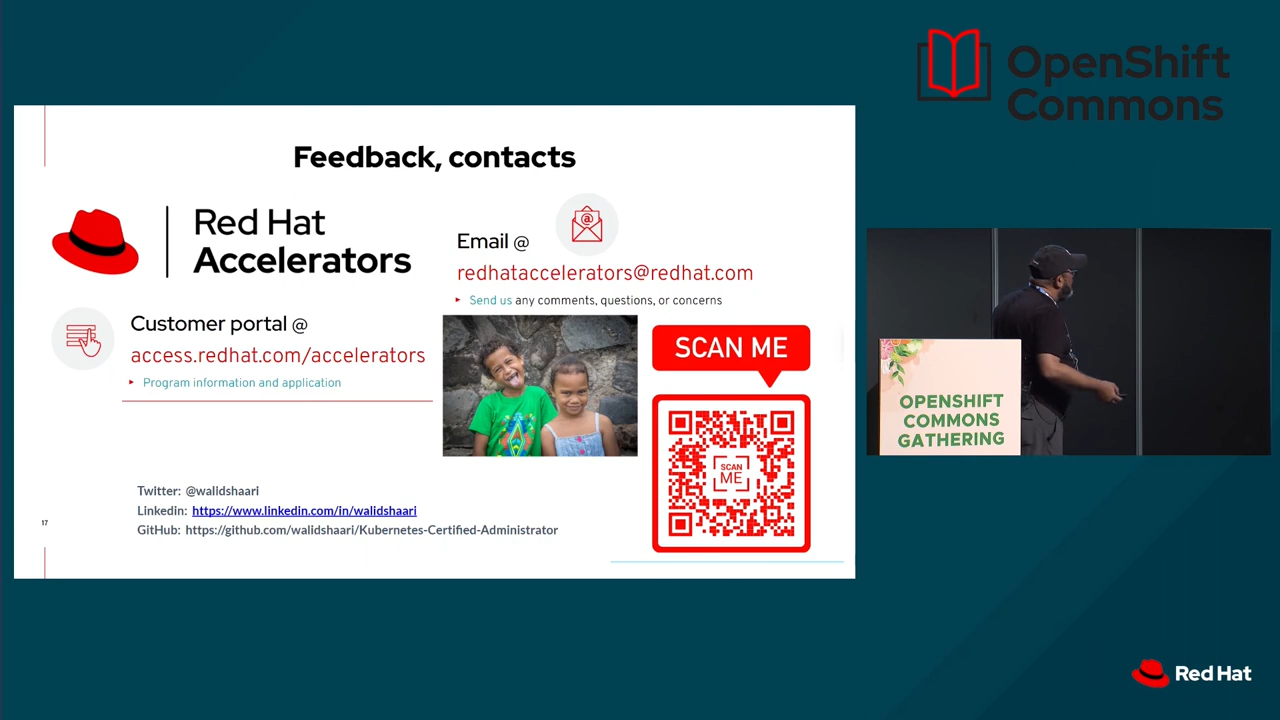 OpenShift
Commons
Feedback, contacts
Red Hat
Accelerators
Customer portal @
access.redhat.com/accelerators
▸ Program information and application
Email @
redhataccelerators@redhat.com
▸ Send us any comments, questions, or concerns
SCAN ME
SCAN
ME
Twitter: @walidshaari
Linkedin: https://www.linkedin.com/in/walidshaari
GitHub: https://github.com/walidshaari/Kubernetes-Certified-Administrator
17
OPENSHIFT
COMMONS
GATHERING
Red Hat